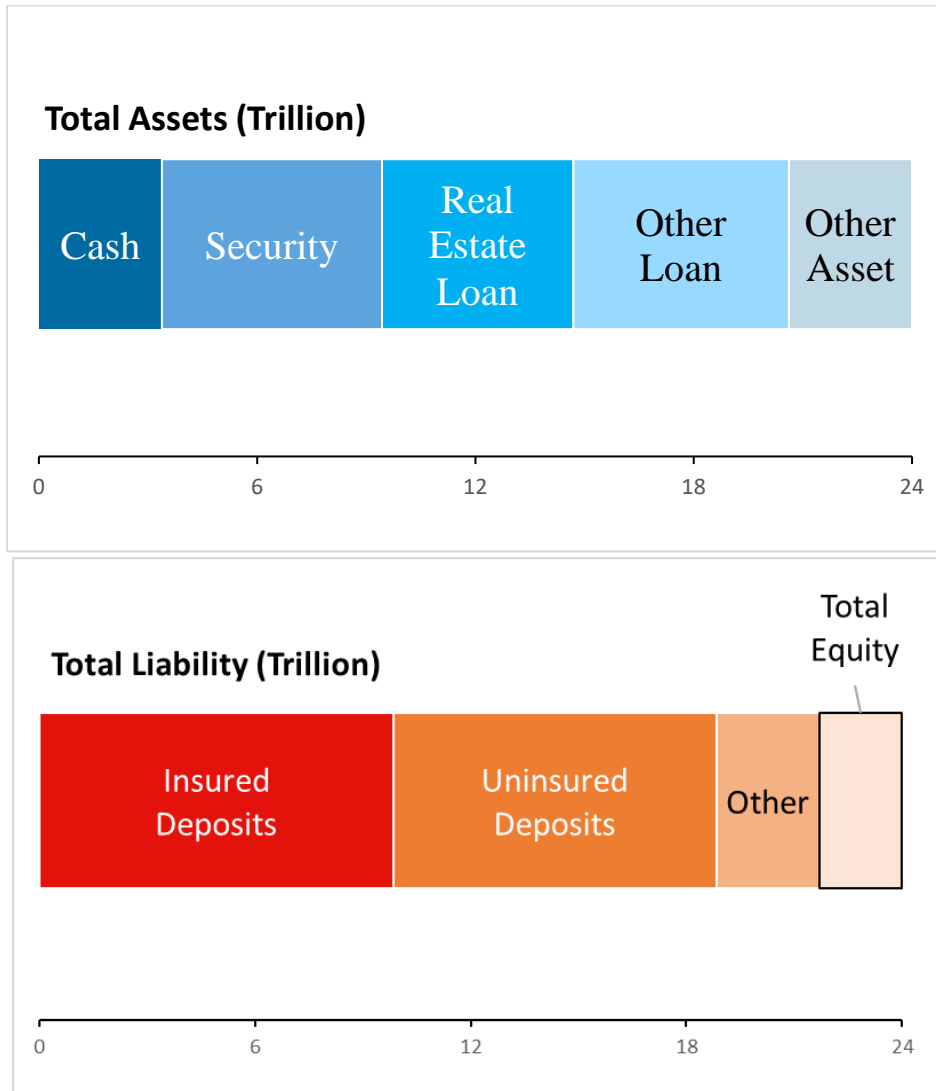 Total Assets (Trillion)
Cash
Security
Real
Estate
Loan
Other
Loan
Other
Asset
0
6
12
18
24
Total
Equity
Total Liability (Trillion)
Insured
Deposits
Uninsured
Deposits
Other
0
6
12
18
24